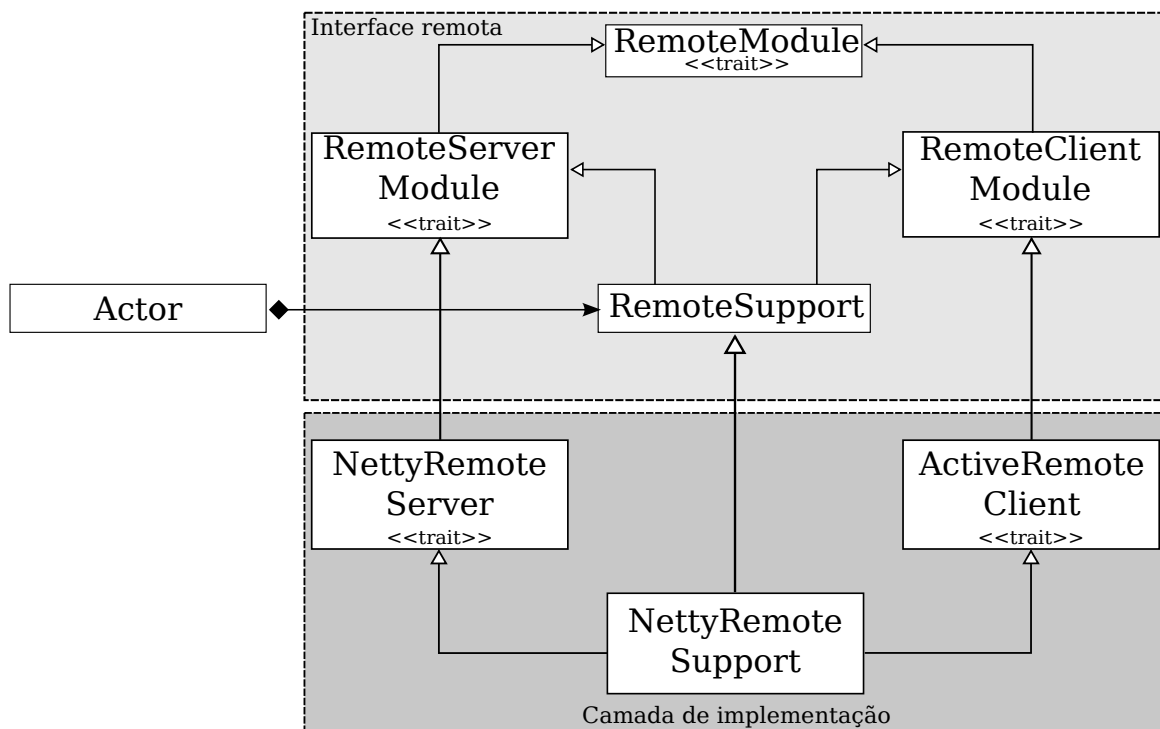 Interface remota
RemoteModule
<<trait>>
RemoteServer
Module
<<trait>>
RemoteClient
Module
<<trait>>
Actor
RemoteSupport
NettyRemote
Server
<<trait>>
ActiveRemote
Client
<<trait>>
NettyRemote
Support
Camada de implementação